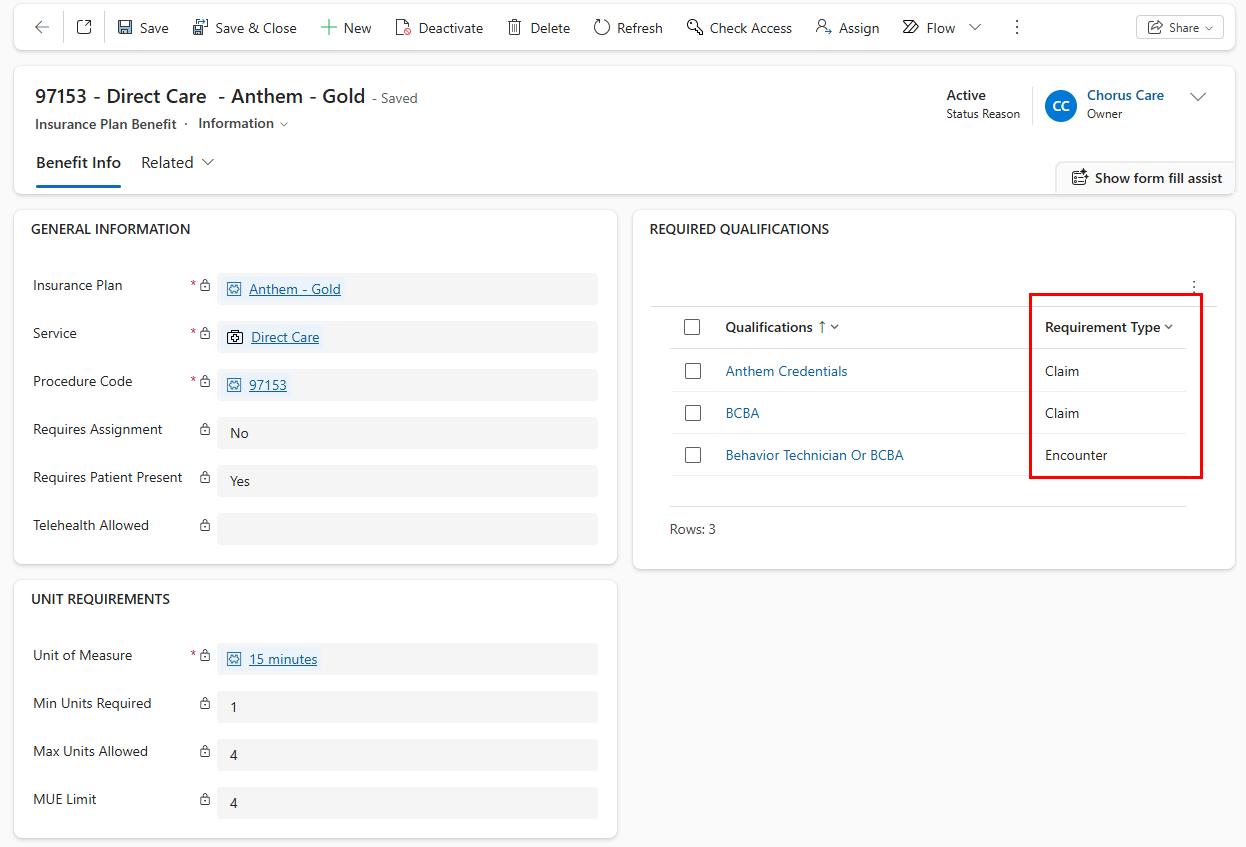 Save
Save & Close
New
Deactivate
Delete
Refresh
Check Access
Assign
Flow
Share
97153 - Direct Care - Anthem - Gold - Saved
Insurance Plan Benefit · Information
Active
Status Reason
CC
Chorus Care
Owner
Benefit Info
Related
Show form fill assist
GENERAL INFORMATION
Insurance Plan * Anthem - Gold
Service * Direct Care
Procedure Code * 97153
Requires Assignment No
Requires Patient Present Yes
Telehealth Allowed
REQUIRED QUALIFICATIONS
Qualifications ↑ Requirement Type
Anthem Credentials Claim
BCBA Claim
Behavior Technician Or BCBA Encounter
Rows: 3
UNIT REQUIREMENTS
Unit of Measure * 15 minutes
Min Units Required 1
Max Units Allowed 4
MUE Limit 4